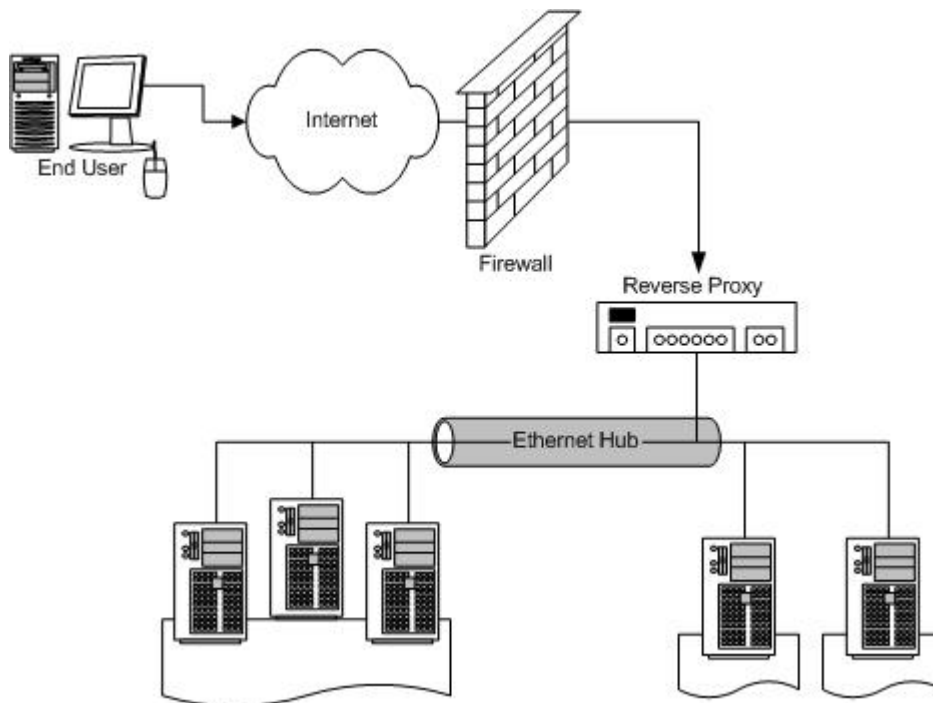 Internet
End User
Firewall
Reverse Proxy
Ethernet Hub